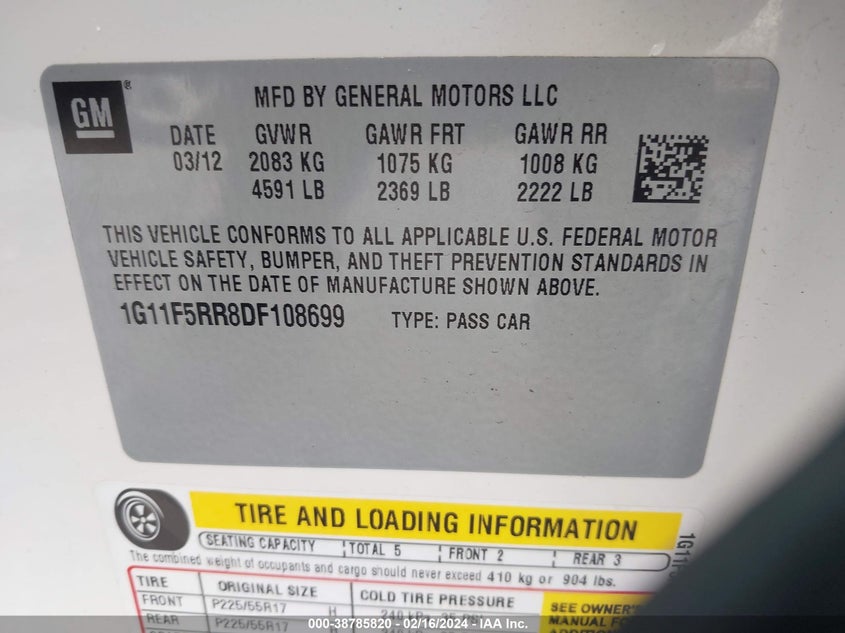 GM ®
MFD BY GENERAL MOTORS LLC
DATE GVWR GAWR FRT GAWR RR
03/12 2083 KG 1075 KG 1008 KG
4591 LB 2369 LB 2222 LB
THIS VEHICLE CONFORMS TO ALL APPLICABLE U.S. FEDERAL MOTOR
VEHICLE SAFETY, BUMPER, AND THEFT PREVENTION STANDARDS IN
EFFECT ON THE DATE OF MANUFACTURE SHOWN ABOVE.
1G11F5RR8DF108699 TYPE: PASS CAR
TIRE AND LOADING INFORMATION
SEATING CAPACITY TOTAL 5 FRONT 2 REAR 3
The combined weight of occupants and cargo should never exceed 410 kg or 904 lbs.
TIRE ORIGINAL SIZE COLD TIRE PRESSURE
FRONT P225/55R17 H 240
SEE OWNER'S
REAR P225/55R17 H
MANUAL FOR
000-38785820 - 02/16/2024 - IAA Inc.